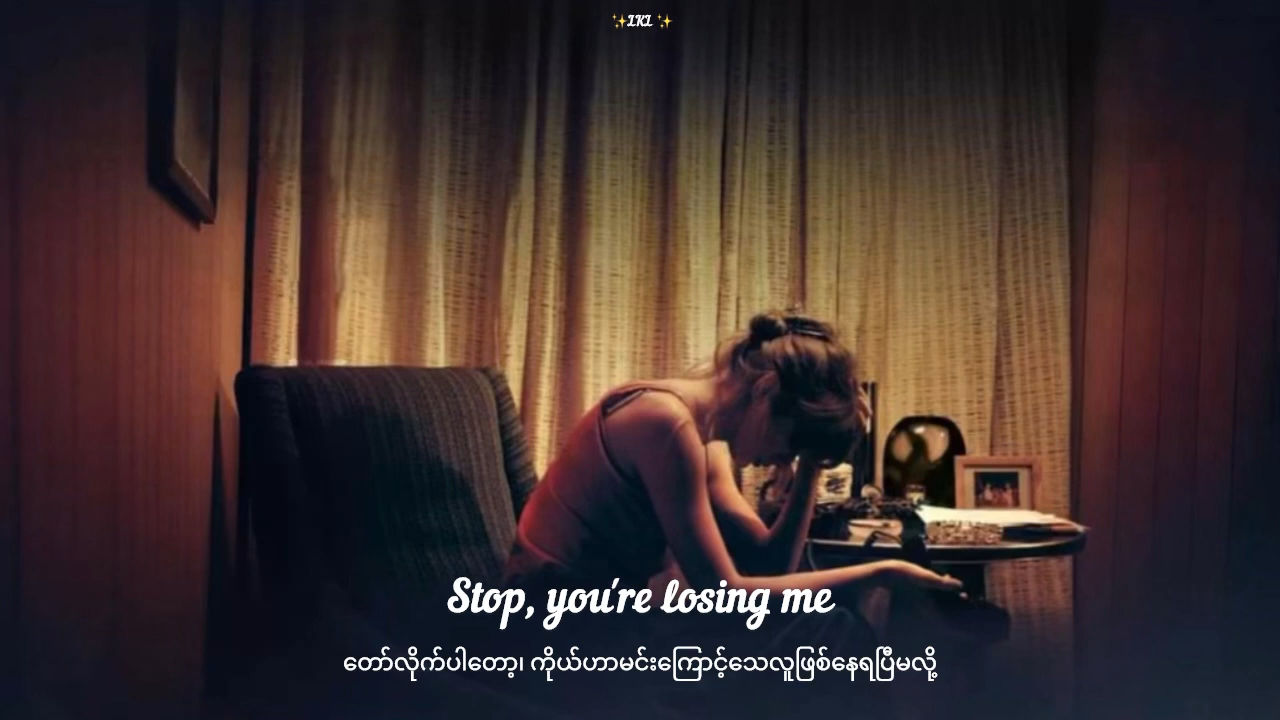 ✨LKL ✨
Stop, you're losing me
တော်လိုက်ပါတော့၊ ကိုယ်ဟာမင်းကြောင့်သေလူဖြစ်နေရပြီမလို့